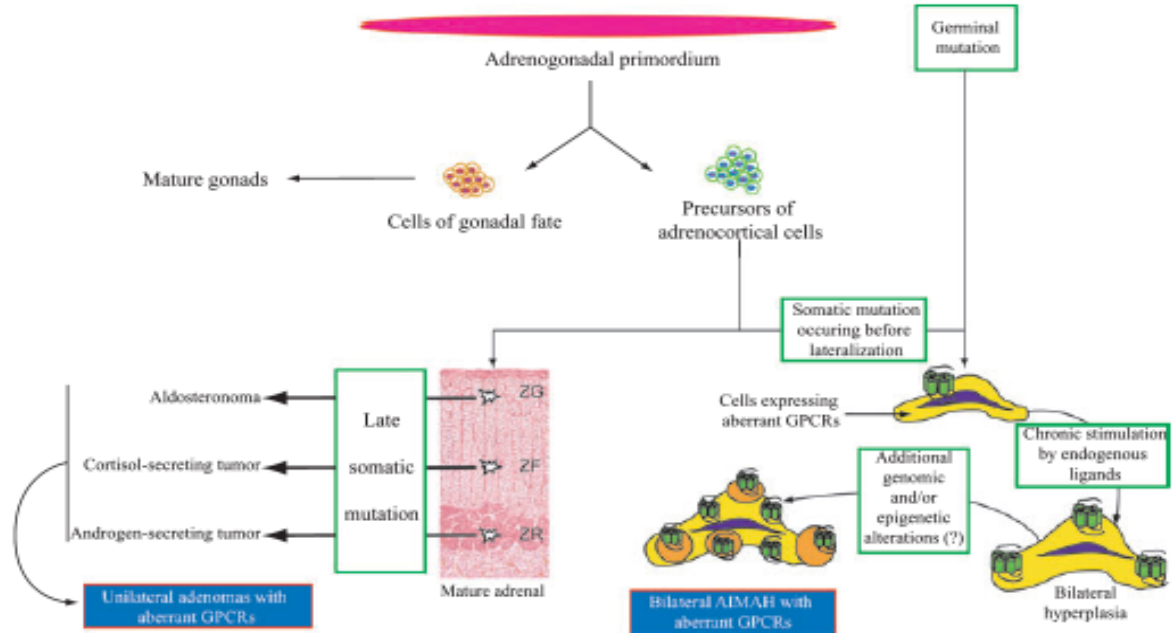 Germinal
mutation
Adrenogonadal primordium
Mature gonads
Cells of gonadal fate
Precursors of
adrenocortical cells
Somatic mutation
occuring before
lateralization
Aldosteronoma
Cortisol-secreting tumor
Androgen-secreting tumor
Late
somatic
mutation
ZG
ZF
ZR
Mature adrenal
Cells expressing
aberrant GPCRs
Chronic stimulation
by endogenous
ligands
Additional
genomic
and/or
epigenetic
alterations (?)
Bilateral
hyperplasia
Unilateral adenomas with
aberrant GPCRs
Bilateral AIMAH with
aberrant GPCRs